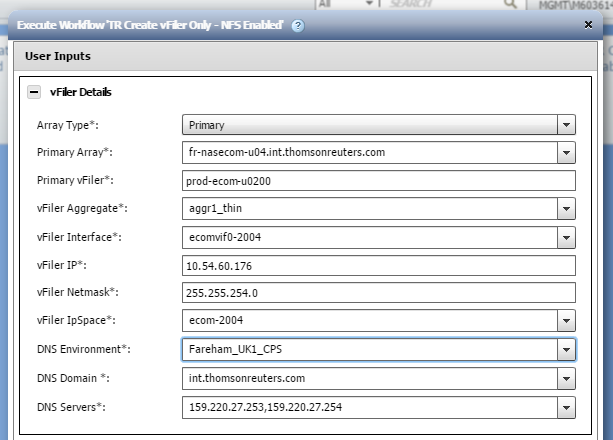 All SEARCH MGMT\M603614
Execute Workflow 'TR Create vFiler Only - NFS Enabled' ? ×
User Inputs
vFiler Details
Array Type*: Primary
Primary Array*: fr-nasecom-u04.int.thomsonreuters.com
Primary vFiler*: prod-ecom-u0200
vFiler Aggregate*: aggr1_thin
vFiler Interface*: ecomvif0-2004
vFiler IP*: 10.54.60.176
vFiler Netmask*: 255.255.254.0
vFiler IpSpace*: ecom-2004
DNS Environment*: Fareham_UK1_CPS
DNS Domain *: int.thomsonreuters.com
DNS Servers*: 159.220.27.253,159.220.27.254